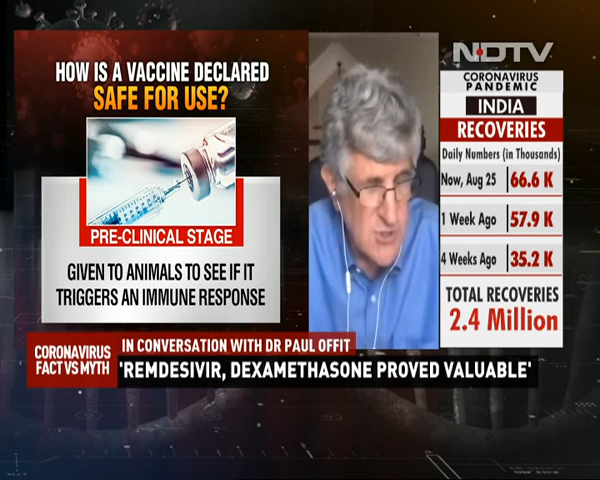 HOW IS A VACCINE DECLARED
SAFE FOR USE?
PRE-CLINICAL STAGE
GIVEN TO ANIMALS TO SEE IF IT
TRIGGERS AN IMMUNE RESPONSE
NDTV
CORONAVIRUS
PANDEMIC
INDIA
RECOVERIES
Daily Numbers (in Thousands)
Now, Aug 25 66.6 K
1 Week Ago 57.9 K
4 Weeks Ago 35.2 K
TOTAL RECOVERIES
2.4 Million
CORONAVIRUS
FACT VS MYTH
IN CONVERSATION WITH DR PAUL OFFIT
'REMDESIVIR, DEXAMETHASONE PROVED VALUABLE'